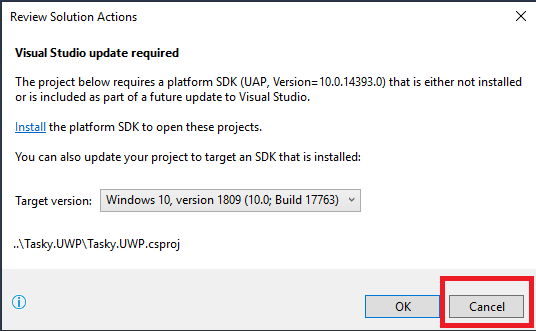 Review Solution Actions
Visual Studio update required
The project below requires a platform SDK (UAP, Version=10.0.14393.0) that is either not installed
or is included as part of a future update to Visual Studio.
Install the platform SDK to open these projects.
You can also update your project to target an SDK that is installed:
Target version: Windows 10, version 1809 (10.0; Build 17763)
..\Tasky.UWP\Tasky.UWP.csproj
OK Cancel